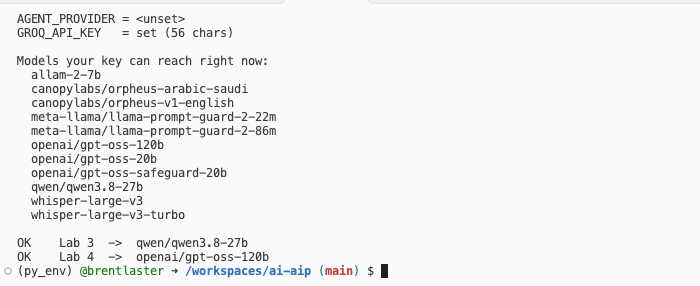 AGENT_PROVIDER = <unset>
GROQ_API_KEY   = set (56 chars)

Models your key can reach right now:
  allam-2-7b
  canopylabs/orpheus-arabic-saudi
  canopylabs/orpheus-v1-english
  meta-llama/llama-prompt-guard-2-22m
  meta-llama/llama-prompt-guard-2-86m
  openai/gpt-oss-120b
  openai/gpt-oss-20b
  openai/gpt-oss-safeguard-20b
  qwen/qwen3.8-27b
  whisper-large-v3
  whisper-large-v3-turbo

OK    Lab 3  ->  qwen/qwen3.8-27b
OK    Lab 4  ->  openai/gpt-oss-120b
(py_env) @brentlaster ➜ /workspaces/ai-aip (main) $